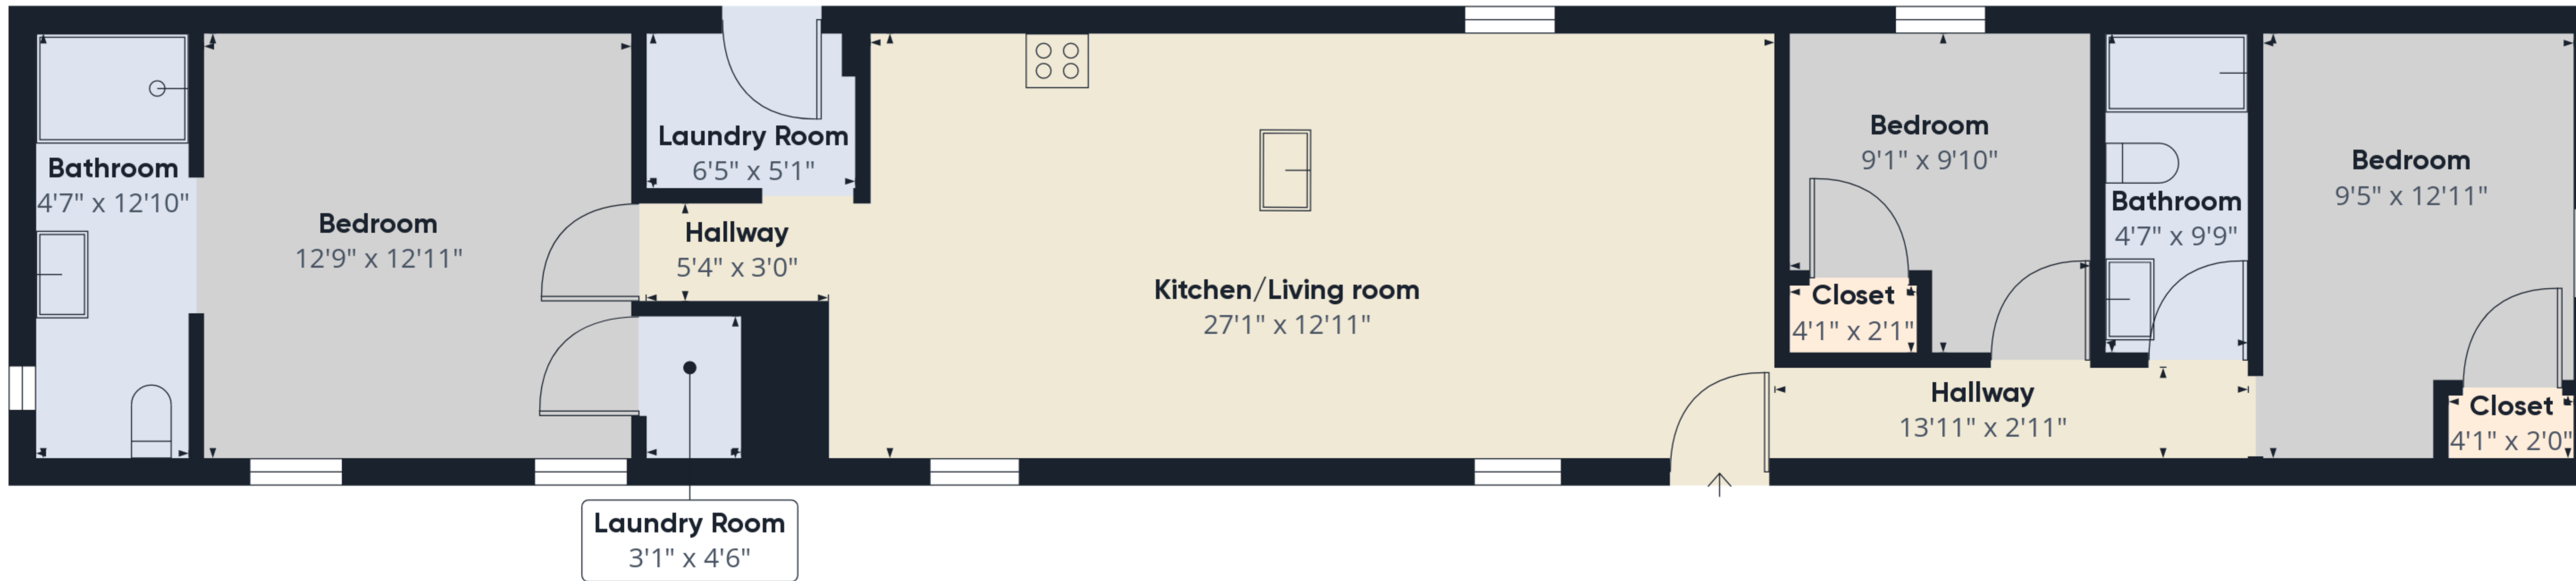 Bathroom
4'7" x 12'10"
Bedroom
12'9" x 12'11"
Laundry Room
6'5" x 5'1"
Hallway
5'4" x 3'0"
Laundry Room
3'1" x 4'6"
Kitchen/Living room
27'1" x 12'11"
Bedroom
9'1" x 9'10"
Closet
4'1" x 2'1"
Bathroom
4'7" x 9'9"
Hallway
13'11" x 2'11"
Bedroom
9'5" x 12'11"
Closet
4'1" x 2'0"